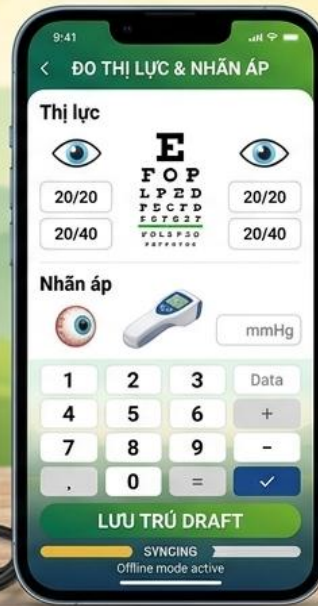 9:41
< ĐO THỊ LỰC & NHÃN ÁP
Thị lực
E
F O P
20/20
L P E D
20/20
P E C T D
20/40
20/40
Nhãn áp
mmHg
1 2 3 Data
4 5 6 +
7 8 9 -
, 0 =
LƯU TRÚ DRAFT
SYNCING
Offline mode active